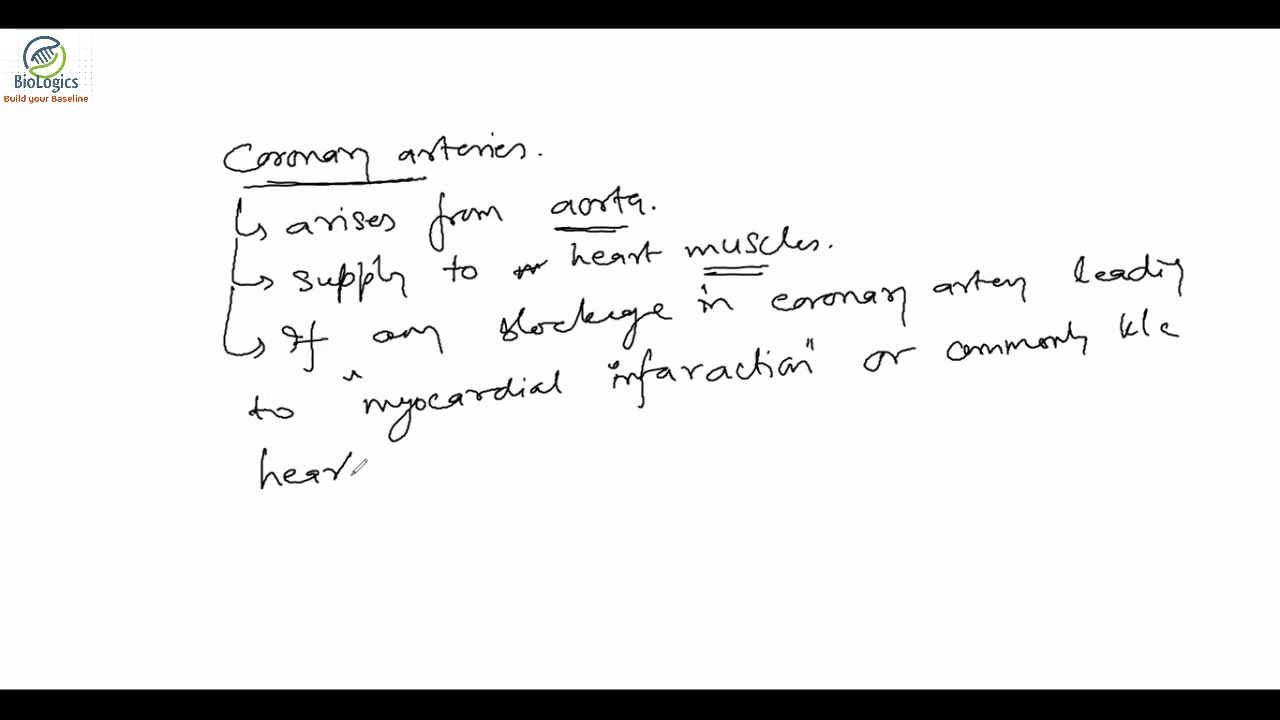 BioLogics
Build your Baseline
Coronary arteries.
↳ arises from aorta.
↳ supply to heart muscles.
↳ If any blockage in coronary artery leading
to "myocardial infaraction" or commonly k/a
hear